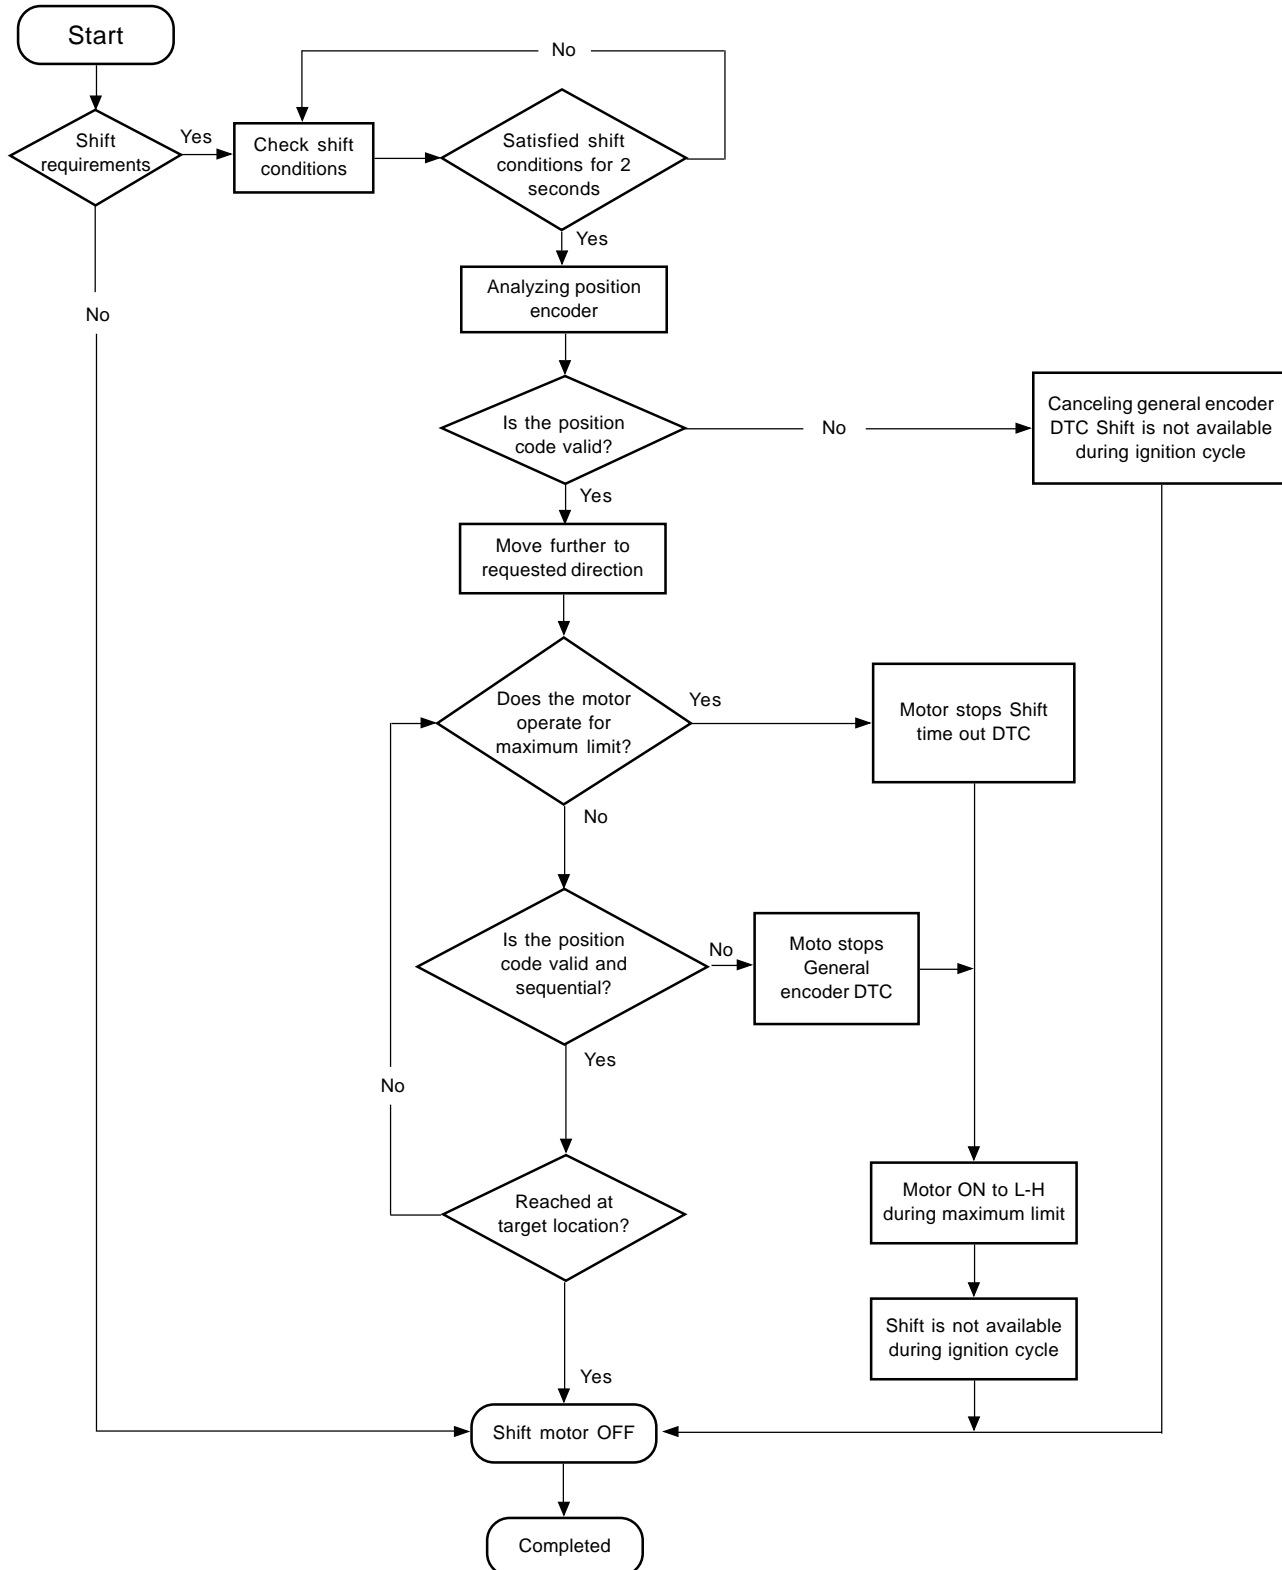 Start
No
Shift
requirements
Yes
Check shift
conditions
Satisfied shift
conditions for 2
seconds
Yes
Analyzing position
encoder
No
Is the position
code valid?
No
Canceling general encoder
DTC Shift is not available
during ignition cycle
Yes
Move further to
requested direction
Does the motor
operate for
maximum limit?
Yes
Motor stops Shift
time out DTC
No
Is the position
code valid and
sequential?
No
Moto stops
General
encoder DTC
Yes
No
Reached at
target location?
Motor ON to L-H
during maximum limit
Shift is not available
during ignition cycle
Yes
Shift motor OFF
Completed